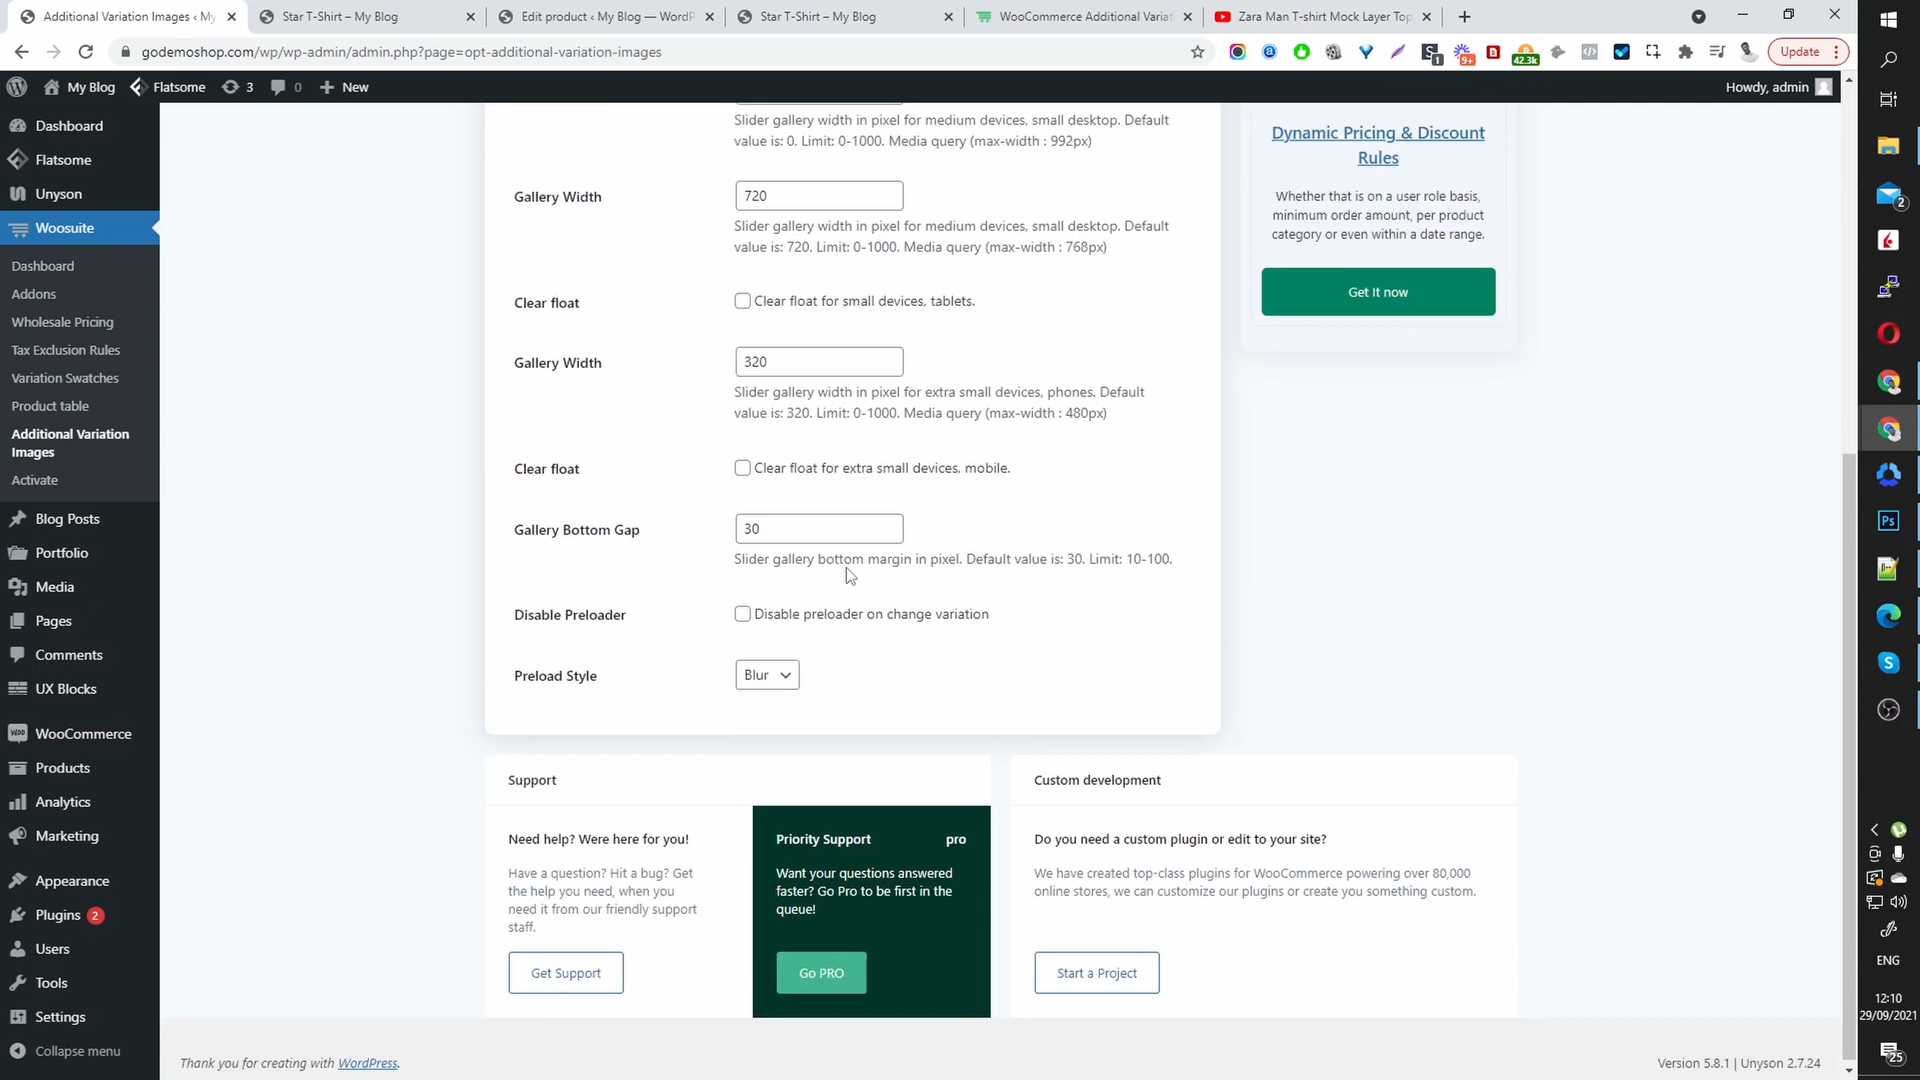 Additional Variation Images ‹ My
Star T-Shirt – My Blog
Edit product ‹ My Blog — WordP
Star T-Shirt – My Blog
WooCommerce Additional Variat
Zara Man T-shirt Mock Layer Top
godemoshop.com/wp/wp-admin/admin.php?page=opt-additional-variation-images
1
9+
42.3k
Update
My Blog
Flatsome
3
0
New
Howdy, admin
Dashboard
Flatsome
Unyson
Woosuite
Dashboard
Addons
Wholesale Pricing
Tax Exclusion Rules
Variation Swatches
Product table
Additional Variation
Images
Activate
Blog Posts
Portfolio
Media
Pages
Comments
UX Blocks
WooCommerce
Products
Analytics
Marketing
Appearance
Plugins 2
Users
Tools
Settings
Collapse menu
Slider gallery width in pixel for medium devices, small desktop. Default
value is: 0. Limit: 0-1000. Media query (max-width : 992px)
Gallery Width
720
Slider gallery width in pixel for medium devices, small desktop. Default
value is: 720. Limit: 0-1000. Media query (max-width : 768px)
Clear float
Clear float for small devices, tablets.
Gallery Width
320
Slider gallery width in pixel for extra small devices, phones. Default
value is: 320. Limit: 0-1000. Media query (max-width : 480px)
Clear float
Clear float for extra small devices, mobile.
Gallery Bottom Gap
30
Slider gallery bottom margin in pixel. Default value is: 30. Limit: 10-100.
Disable Preloader
Disable preloader on change variation
Preload Style
Blur
Dynamic Pricing & Discount
Rules
Whether that is on a user role basis,
minimum order amount, per product
category or even within a date range.
Get It now
Support
Need help? Were here for you!
Have a question? Hit a bug? Get
the help you need, when you
need it from our friendly support
staff.
Get Support
Priority Support pro
Want your questions answered
faster? Go Pro to be first in the
queue!
Go PRO
Custom development
Do you need a custom plugin or edit to your site?
We have created top-class plugins for WooCommerce powering over 80,000
online stores, we can customize our plugins or create you something custom.
Start a Project
Thank you for creating with WordPress.
Version 5.8.1 | Unyson 2.7.24
2
Ps
ENG
12:10
29/09/2021
25